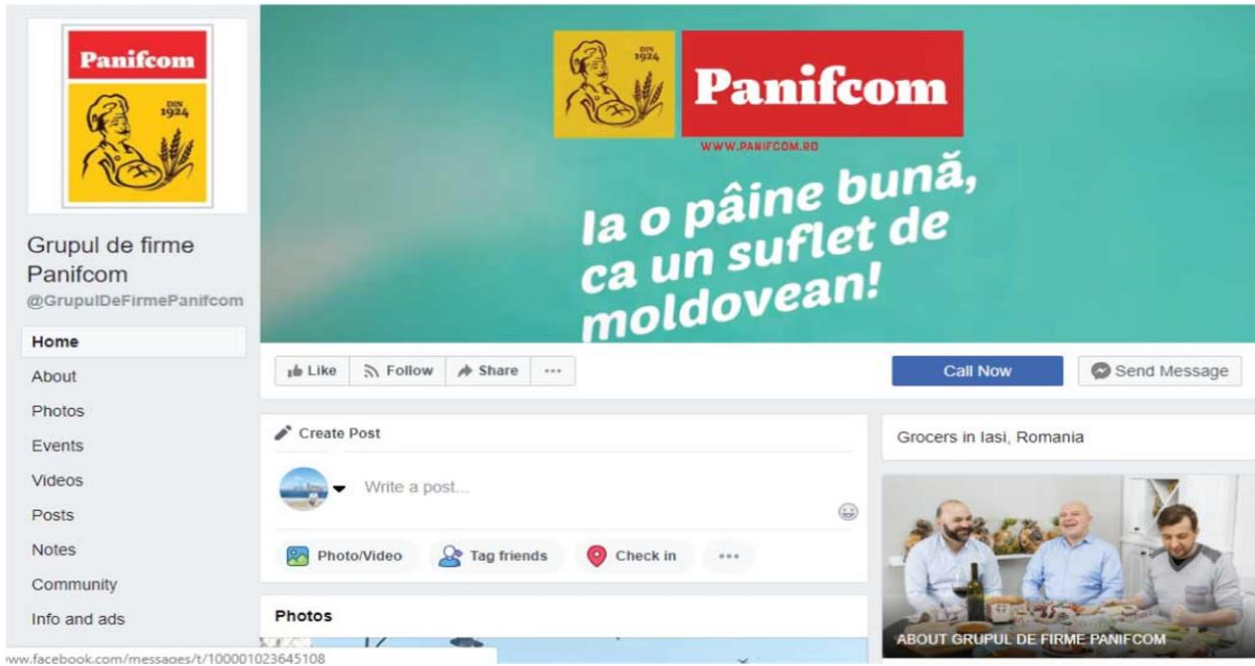 Panifcom
DIN
1924
Grupul de firme
Panifcom
@GrupulDeFirmePanifcom
Home
About
Photos
Events
Videos
Posts
Notes
Community
Info and ads
www.facebook.com/messages/t/100001023645108
DIN
1924
Panifcom
WWW.PANIFCOM.RO
Ia o pâine bună,
ca un suflet de
moldovean!
Like
Follow
Share
Call Now
Send Message
Create Post
Write a post...
Photo/Video
Tag friends
Check in
Photos
Grocers in Iasi, Romania
ABOUT GRUPUL DE FIRME PANIFCOM